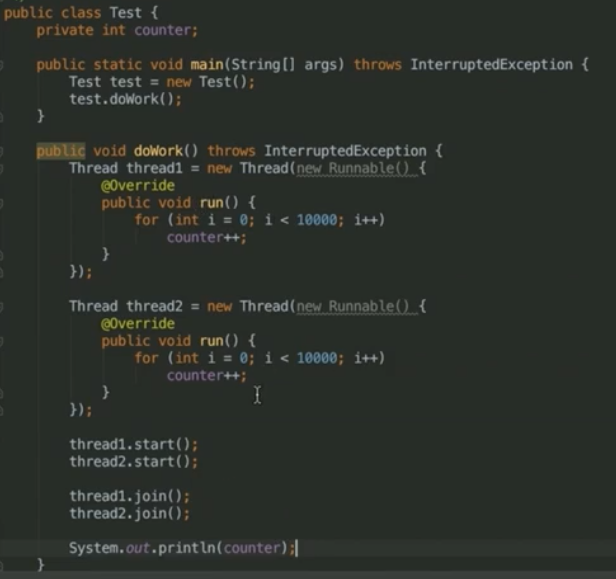 public class Test {
    private int counter;

    public static void main(String[] args) throws InterruptedException {
        Test test = new Test();
        test.doWork();
    }

    public void doWork() throws InterruptedException {
        Thread thread1 = new Thread(new Runnable() {
            @Override
            public void run() {
                for (int i = 0; i < 10000; i++)
                    counter++;
            }
        });

        Thread thread2 = new Thread(new Runnable() {
            @Override
            public void run() {
                for (int i = 0; i < 10000; i++)
                    counter++;
            }
        });

        thread1.start();
        thread2.start();

        thread1.join();
        thread2.join();

        System.out.println(counter);
    }